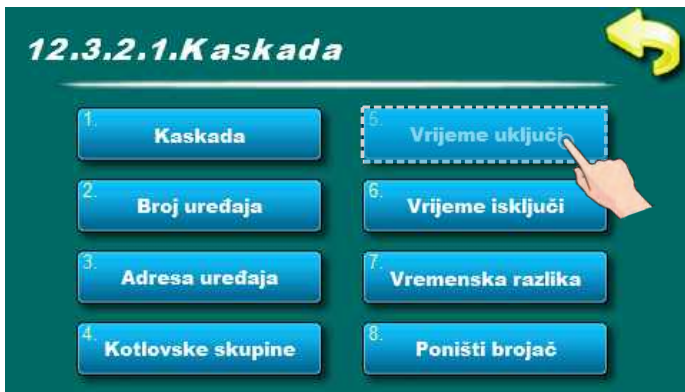 12.3.2.1.Kaskada
1.
Kaskada
2.
Broj uređaja
3.
Adresa uređaja
4.
Kotlovske skupine
5.
Vrijeme uključi
6.
Vrijeme isključi
7.
Vremenska razlika
8.
Poništi brojač